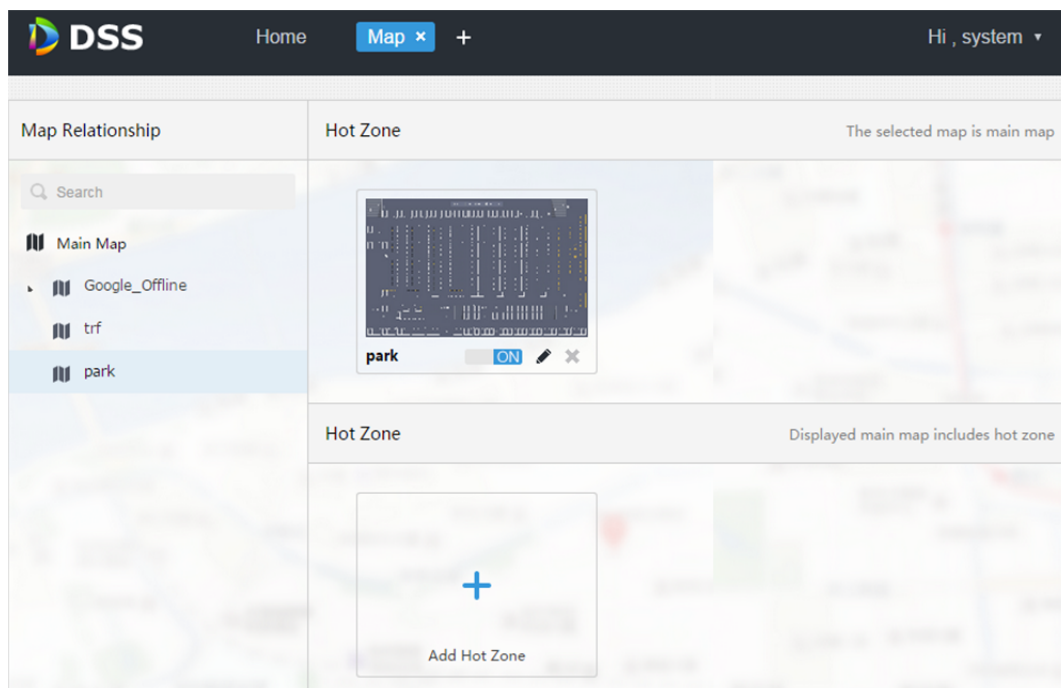 DSS
Home
Map ×
+
Hi , system
Map Relationship
Hot Zone
The selected map is main map
Search
Main Map
Google_Offline
trf
park
park
ON
Hot Zone
Displayed main map includes hot zone
Add Hot Zone